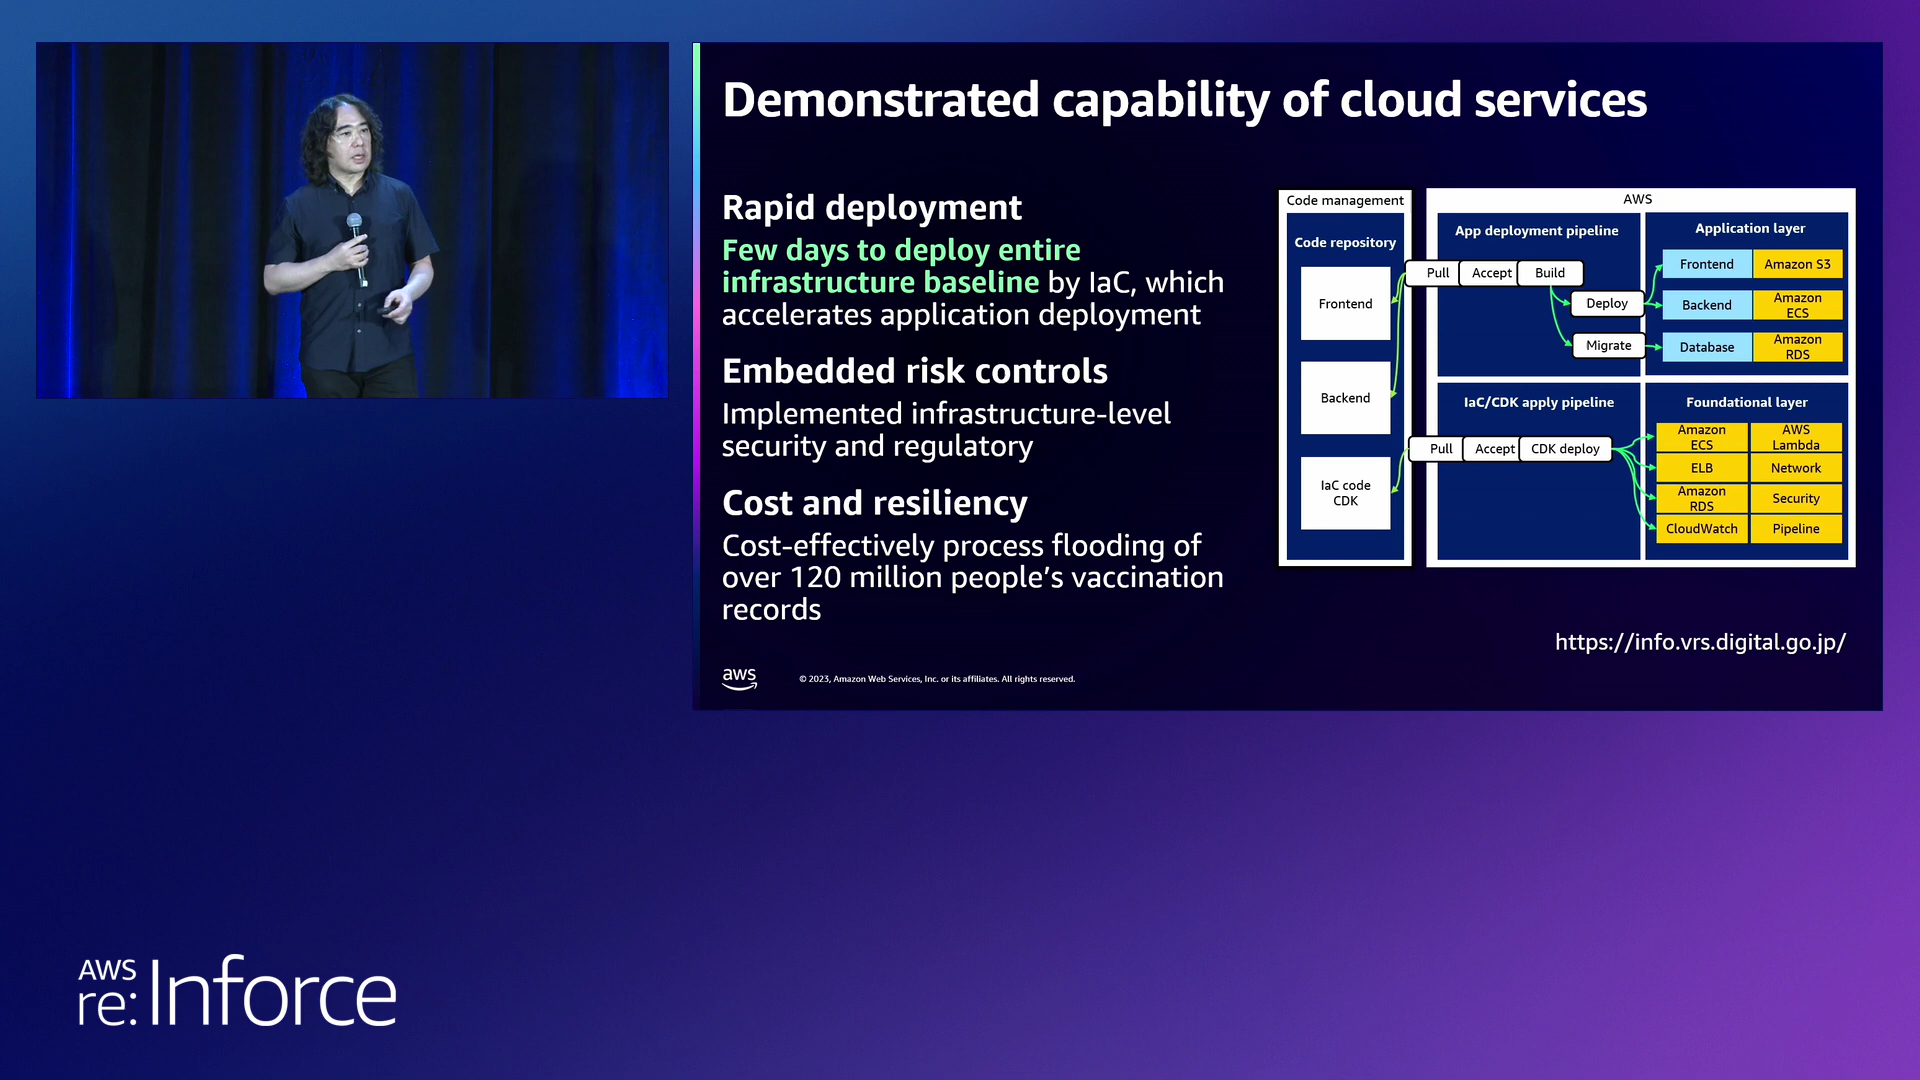 Demonstrated capability of cloud services
Rapid deployment
Few days to deploy entire
infrastructure baseline by IaC, which
accelerates application deployment
Embedded risk controls
Implemented infrastructure-level
security and regulatory
Cost and resiliency
Cost-effectively process flooding of
over 120 million people’s vaccination
records
Code management
Code repository
Frontend
Backend
IaC code
CDK
AWS
App deployment pipeline
Pull
Accept
Build
Deploy
Migrate
Application layer
Frontend
Amazon S3
Backend
Amazon
ECS
Database
Amazon
RDS
IaC/CDK apply pipeline
Pull
Accept
CDK deploy
Foundational layer
Amazon
ECS
AWS
Lambda
ELB
Network
Amazon
RDS
Security
CloudWatch
Pipeline
https://info.vrs.digital.go.jp/
aws
© 2023, Amazon Web Services, Inc. or its affiliates. All rights reserved.
AWS
re:Inforce